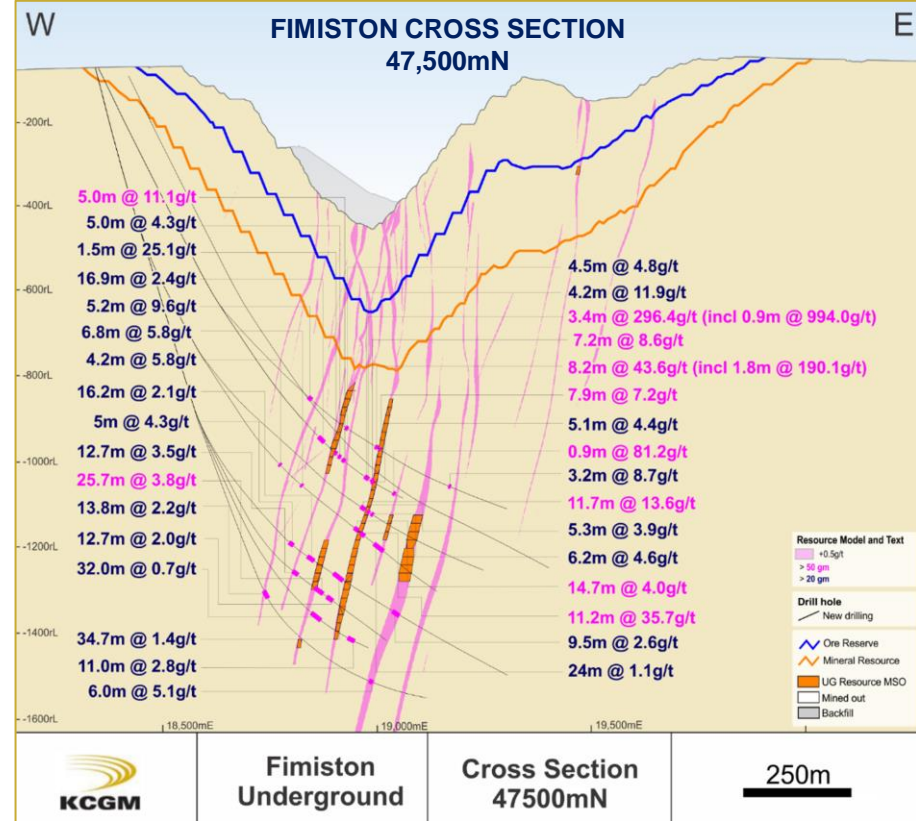 W
FIMISTON CROSS SECTION
47,500mN
E
-200rL
-400rL
-600rL
-800rL
-1000rL
-1200rL
-1400rL
-1600rL
5.0m @ 11.1g/t
5.0m @ 4.3g/t
1.5m @ 25.1g/t
16.9m @ 2.4g/t
5.2m @ 9.6g/t
6.8m @ 5.8g/t
4.2m @ 5.8g/t
16.2m @ 2.1g/t
5m @ 4.3g/t
12.7m @ 3.5g/t
25.7m @ 3.8g/t
13.8m @ 2.2g/t
12.7m @ 2.0g/t
32.0m @ 0.7g/t
34.7m @ 1.4g/t
11.0m @ 2.8g/t
6.0m @ 5.1g/t
4.5m @ 4.8g/t
4.2m @ 11.9g/t
3.4m @ 296.4g/t (incl 0.9m @ 994.0g/t)
7.2m @ 8.6g/t
8.2m @ 43.6g/t (incl 1.8m @ 190.1g/t)
7.9m @ 7.2g/t
5.1m @ 4.4g/t
0.9m @ 81.2g/t
3.2m @ 8.7g/t
11.7m @ 13.6g/t
5.3m @ 3.9g/t
6.2m @ 4.6g/t
14.7m @ 4.0g/t
11.2m @ 35.7g/t
9.5m @ 2.6g/t
24m @ 1.1g/t
Resource Model and Text
+0.5g/t
> 50 gm
> 20 gm
Drill hole
New drilling
Ore Reserve
Mineral Resource
UG Resource MSO
Mined out
Backfill
18,500mE
19,000mE
19,500mE
KCGM
Fimiston
Underground
Cross Section
47500mN
250m